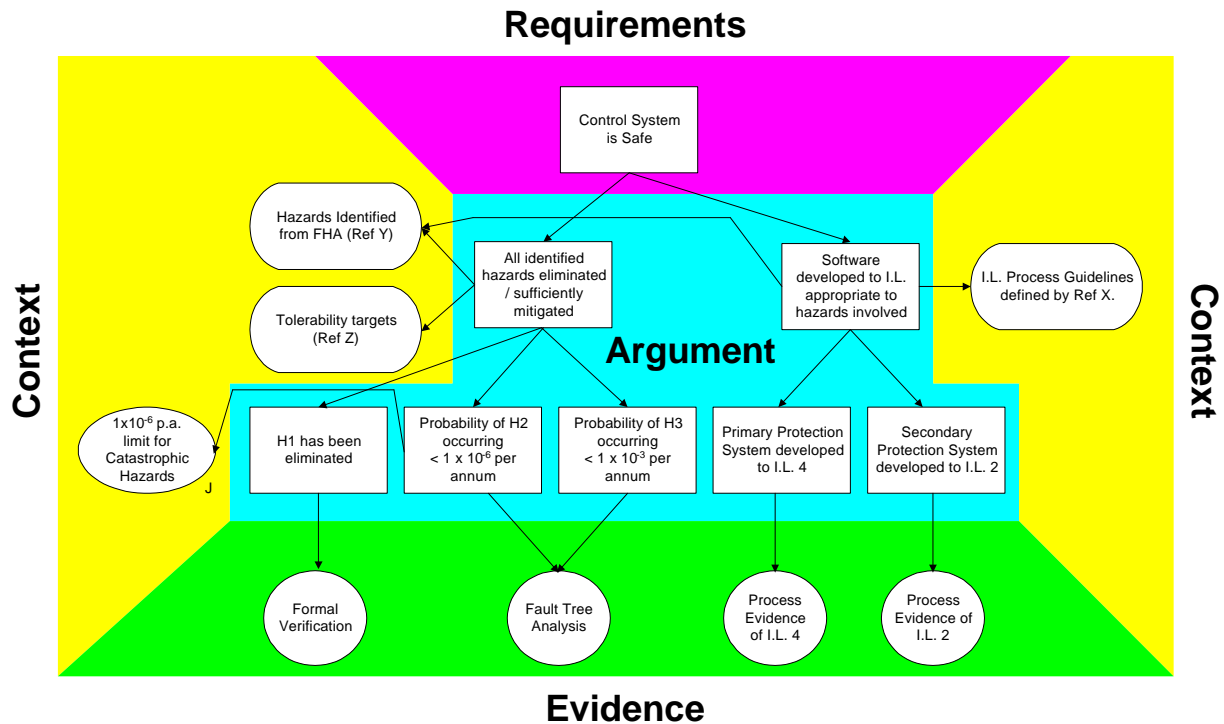 Requirements
Control System
is Safe
Hazards Identified
from FHA (Ref Y)
All identified
hazards eliminated
/ sufficiently
mitigated
Software
developed to I.L.
appropriate to
hazards involved
I.L. Process Guidelines
defined by Ref X.
Tolerability targets
(Ref Z)
Context
Argument
Context
1x10⁻⁶ p.a.
limit for
Catastrophic
Hazards
J
H1 has been
eliminated
Probability of H2
occurring
< 1 x 10⁻⁶ per
annum
Probability of H3
occurring
< 1 x 10⁻³ per
annum
Primary Protection
System developed
to I.L. 4
Secondary
Protection System
developed to I.L. 2
Formal
Verification
Fault Tree
Analysis
Process
Evidence
of I.L. 4
Process
Evidence of
I.L. 2
Evidence